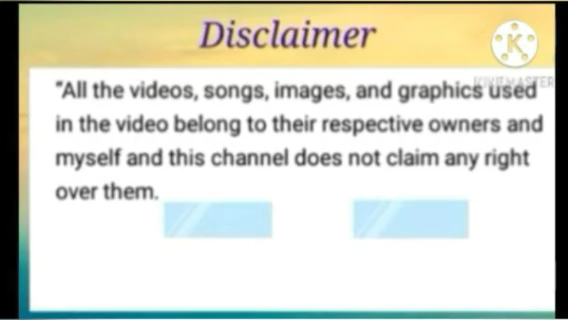 Disclaimer
K
KINEMASTER
"All the videos, songs, images, and graphics used
in the video belong to their respective owners and
myself and this channel does not claim any right
over them.